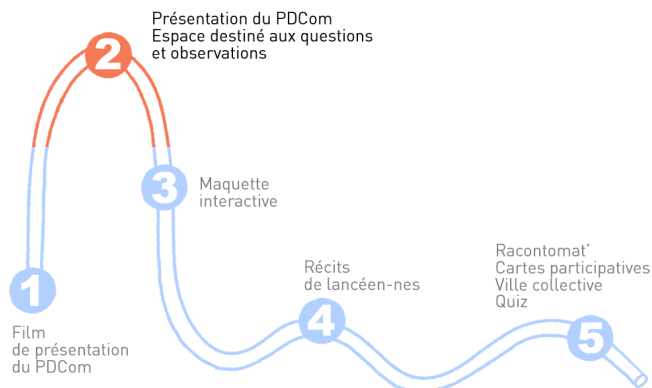 Présentation du PDCom
Espace destiné aux questions
et observations
2
3
Maquette
interactive
1
Film
de présentation
du PDCom
Récits
de lancéen-nes
4
Racontomat'
Cartes participatives
Ville collective
Quiz
5